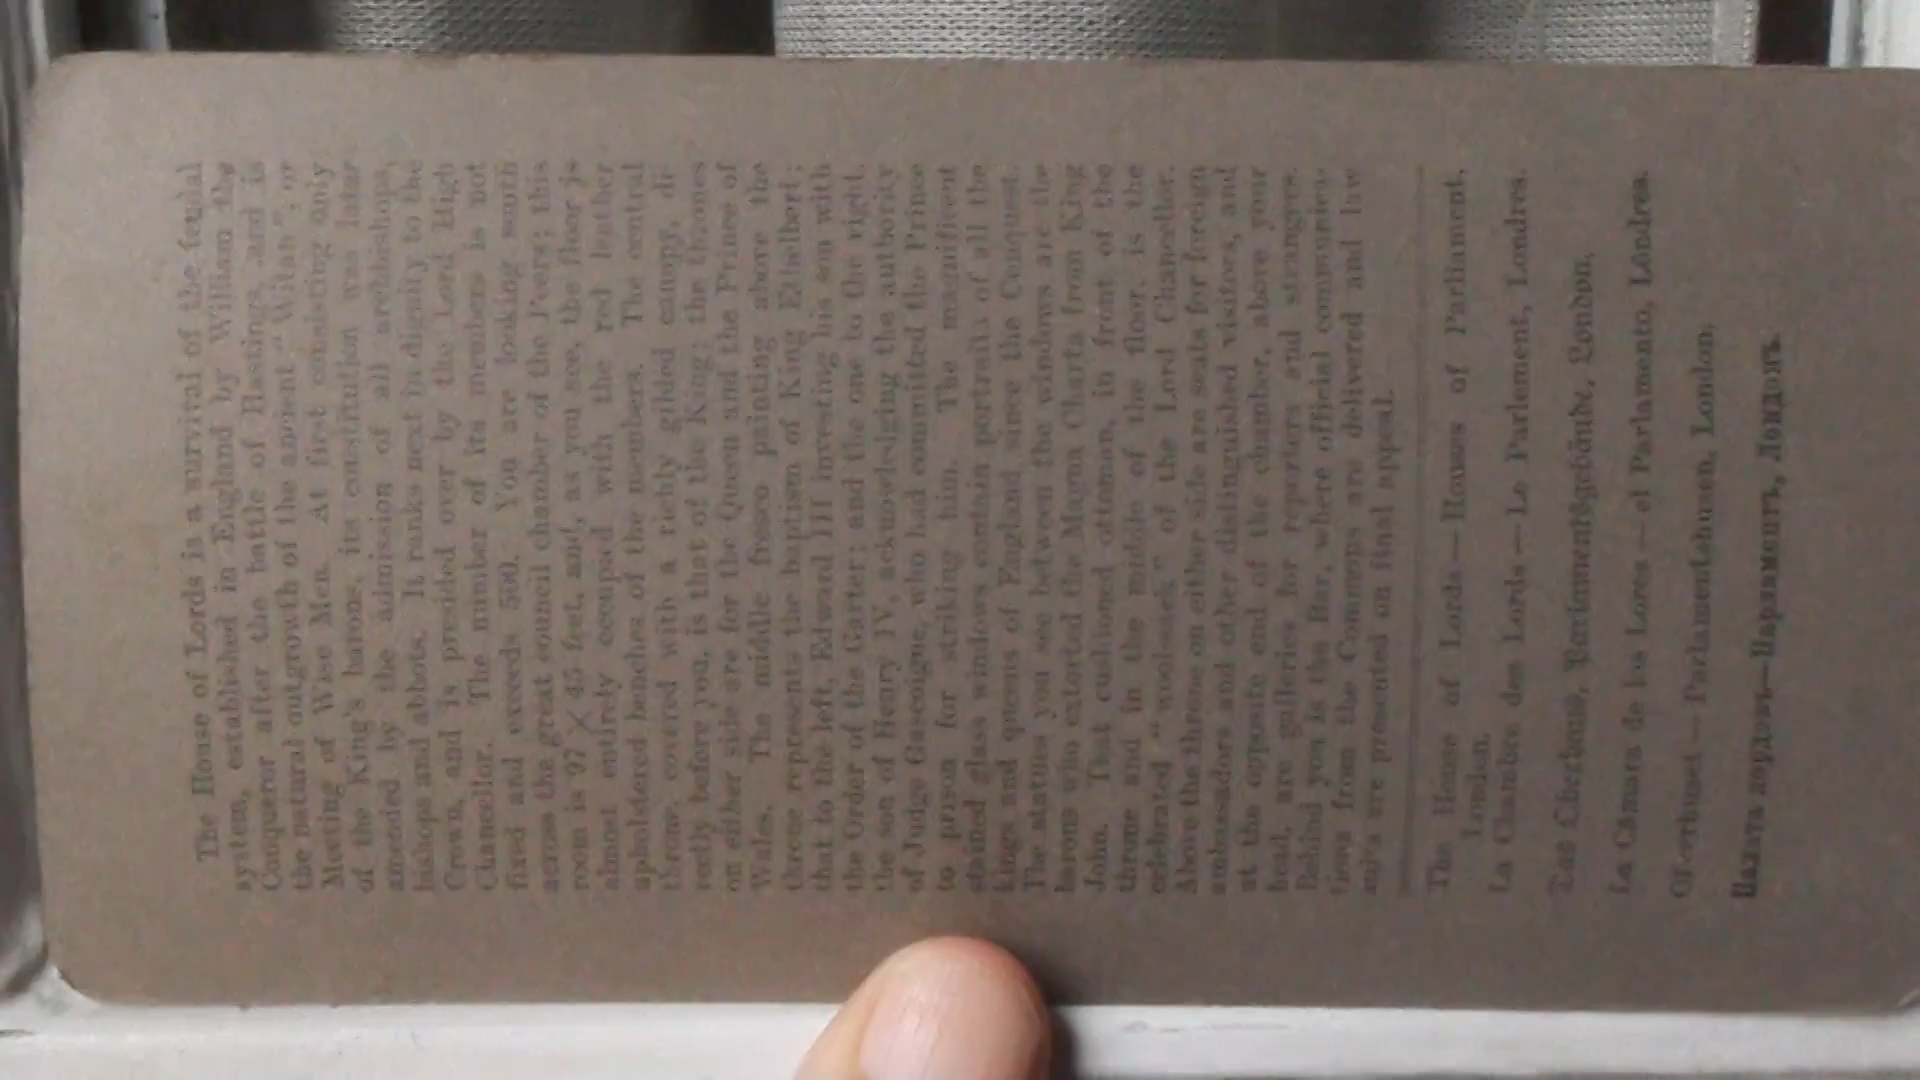 The House of Lords is a survival of the feudal
system, established in England by William the
Conqueror after the battle of Hastings, and is
the natural outgrowth of the ancient "Witan", or
Meeting of Wise Men. At first consisting only
of the King's barons, its constitution was later
amended by the admission of all archbishops,
bishops and abbots. It ranks next in dignity to the
Crown, and is presided over by the Lord High
Chancellor. The number of its members is not
fixed and exceeds 500. You are looking south
across the great council chamber of the Peers; this
room is 97 × 45 feet, and, as you see, the floor is
almost entirely occupied with the red leather
upholdered benches of the members. The central
throne, covered with a richly gilded canopy, di-
rectly before you, is that of the King; the thrones
on either side are for the Queen and the Prince of
Wales. The middle fresco painting above the
throne represents the baptism of King Ethelbert;
that to the left, Edward III investing his son with
the Order of the Garter; and the one to the right,
the son of Henry IV, acknowledging the authority
of Judge Gascoigne, who had committed the Prince
to prison for striking him. The magnificent
stained glass windows contain portraits of all the
kings and queens of England since the Conquest.
The statues you see between the windows are the
barons who extorted the Magna Charta from King
John. That cushioned ottoman, in front of the
throne and in the middle of the floor, is the
celebrated "woolsack" of the Lord Chancellor.
Above the throne on either side are seats for foreign
ambassadors and other distinguished visitors, and
at the opposite end of the chamber, above your
head, are galleries for reporters and strangers.
Behind you is the Bar, where official communica-
tions from the Commons are delivered and law
suits are presented on final appeal.
The House of Lords — Houses of Parliament,
London.
La Chambre des Lords — Le Parlement, Londres.
Das Oberhaus, Parlamentsgebäude, London.
La Cámara de los Lores — el Parlamento, Lóndres.
Öfverhuset — Parlamentshusen, London.
Палата лордовъ—Парламентъ, Лондонъ.